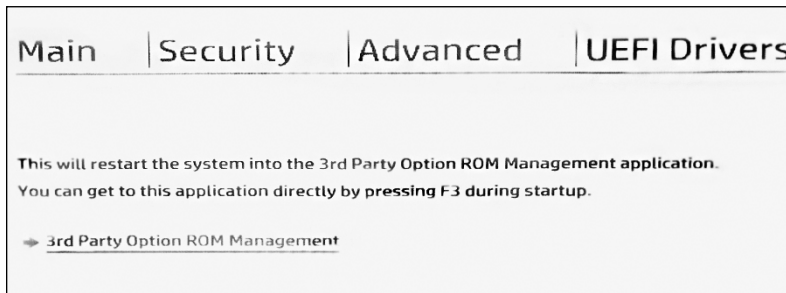 Main Security Advanced UEFI Drivers
This will restart the system into the 3rd Party Option ROM Management application.
You can get to this application directly by pressing F3 during startup.
3rd Party Option ROM Management